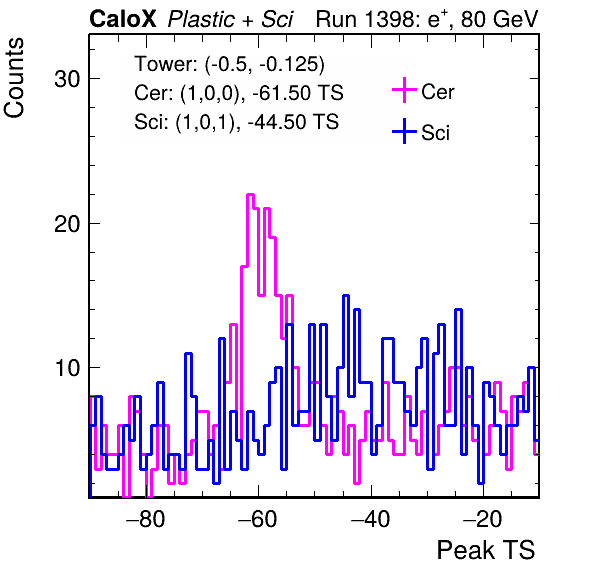 CaloX Plastic + Sci Run 1398: e+, 80 GeV
Counts
Tower: (-0.5, -0.125)
Cer: (1,0,0), -61.50 TS
Sci: (1,0,1), -44.50 TS
Cer
Sci
30
20
10
−80 −60 −40 −20
Peak TS